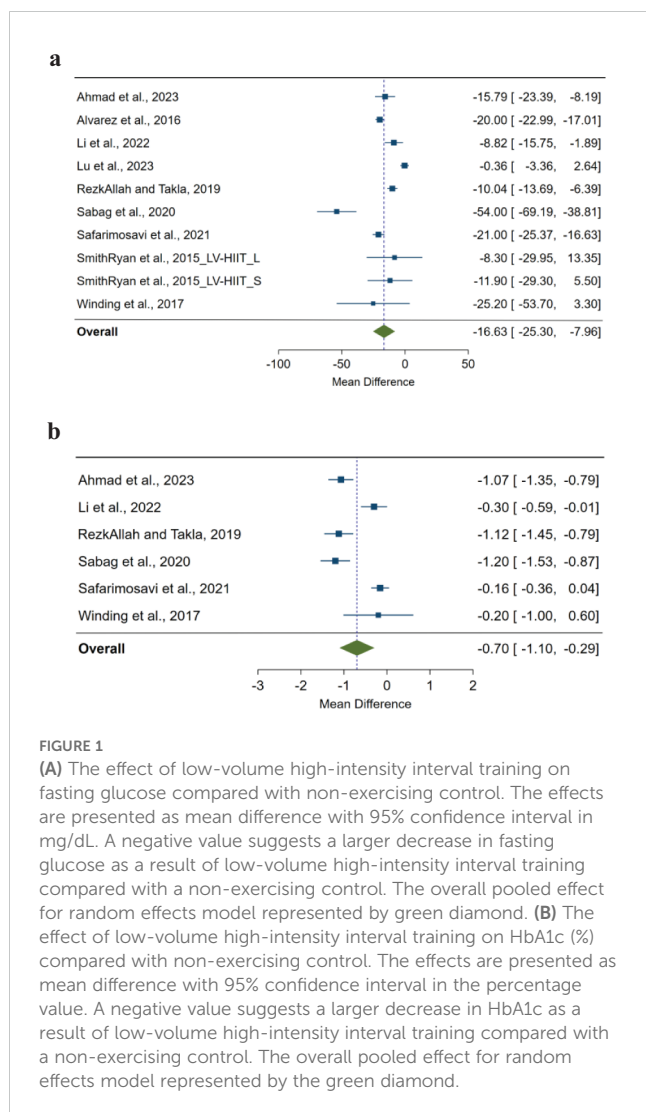 a
Ahmad et al., 2023 -15.79 [ -23.39, -8.19]
Alvarez et al., 2016 -20.00 [ -22.99, -17.01]
Li et al., 2022 -8.82 [ -15.75, -1.89]
Lu et al., 2023 -0.36 [ -3.36, 2.64]
RezkAllah and Takla, 2019 -10.04 [ -13.69, -6.39]
Sabag et al., 2020 -54.00 [ -69.19, -38.81]
Safarimosavi et al., 2021 -21.00 [ -25.37, -16.63]
SmithRyan et al., 2015_LV-HIIT_L -8.30 [ -29.95, 13.35]
SmithRyan et al., 2015_LV-HIIT_S -11.90 [ -29.30, 5.50]
Winding et al., 2017 -25.20 [ -53.70, 3.30]
Overall -16.63 [ -25.30, -7.96]
-100 -50 0 50
Mean Difference
b
Ahmad et al., 2023 -1.07 [ -1.35, -0.79]
Li et al., 2022 -0.30 [ -0.59, -0.01]
RezkAllah and Takla, 2019 -1.12 [ -1.45, -0.79]
Sabag et al., 2020 -1.20 [ -1.53, -0.87]
Safarimosavi et al., 2021 -0.16 [ -0.36, 0.04]
Winding et al., 2017 -0.20 [ -1.00, 0.60]
Overall -0.70 [ -1.10, -0.29]
-3 -2 -1 0 1 2
Mean Difference
FIGURE 1
(A) The effect of low-volume high-intensity interval training on
fasting glucose compared with non-exercising control. The effects
are presented as mean difference with 95% confidence interval in
mg/dL. A negative value suggests a larger decrease in fasting
glucose as a result of low-volume high-intensity interval training
compared with a non-exercising control. The overall pooled effect
for random effects model represented by green diamond. (B) The
effect of low-volume high-intensity interval training on HbA1c (%)
compared with non-exercising control. The effects are presented as
mean difference with 95% confidence interval in the percentage
value. A negative value suggests a larger decrease in HbA1c as a
result of low-volume high-intensity interval training compared with
a non-exercising control. The overall pooled effect for random
effects model represented by the green diamond.